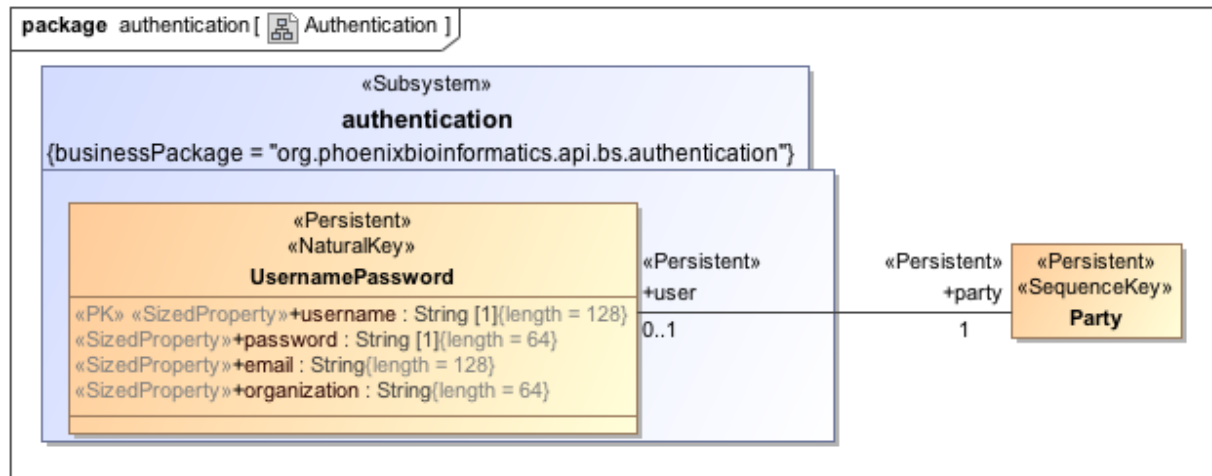 package authentication [ Authentication ]
«Subsystem»
authentication
{businessPackage = "org.phoenixbioinformatics.api.bs.authentication"}
«Persistent»
«NaturalKey»
UsernamePassword
«PK» «SizedProperty»+username : String [1]{length = 128}
«SizedProperty»+password : String [1]{length = 64}
«SizedProperty»+email : String{length = 128}
«SizedProperty»+organization : String{length = 64}
«Persistent»
+user
0..1
«Persistent»
+party
1
«Persistent»
«SequenceKey»
Party